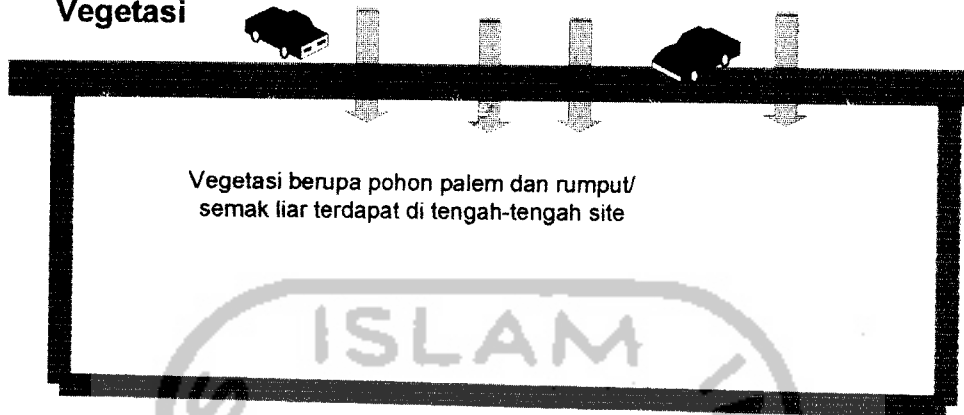 Vegetasi
Vegetasi berupa pohon palem dan rumput/
semak liar terdapat di tengah-tengah site
ISLAM